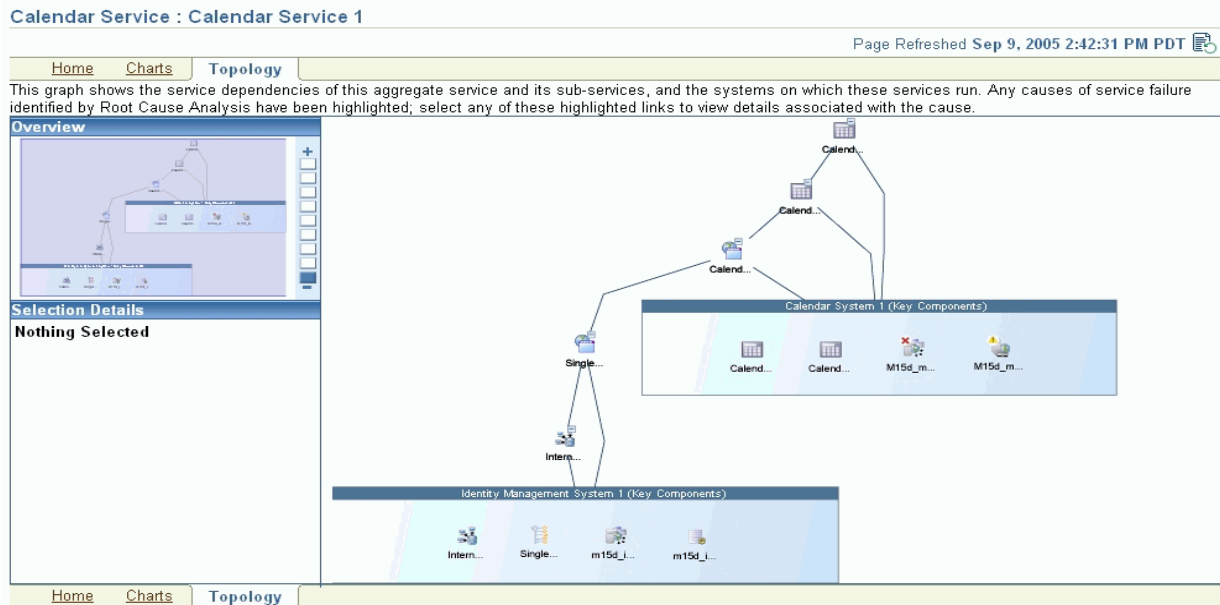 Calendar Service : Calendar Service 1
Page Refreshed Sep 9, 2005 2:42:31 PM PDT
Home Charts Topology
This graph shows the service dependencies of this aggregate service and its sub-services, and the systems on which these services run. Any causes of service failure
identified by Root Cause Analysis have been highlighted; select any of these highlighted links to view details associated with the cause.
Overview
Selection Details
Nothing Selected
Calend...
Calend...
Calend...
Calendar System 1 (Key Components)
Single...
Calend... Calend... M15d_m... M15d_m...
Intern...
Identity Management System 1 (Key Components)
Intern... Single... m15d_i... m15d_i...
Home Charts Topology